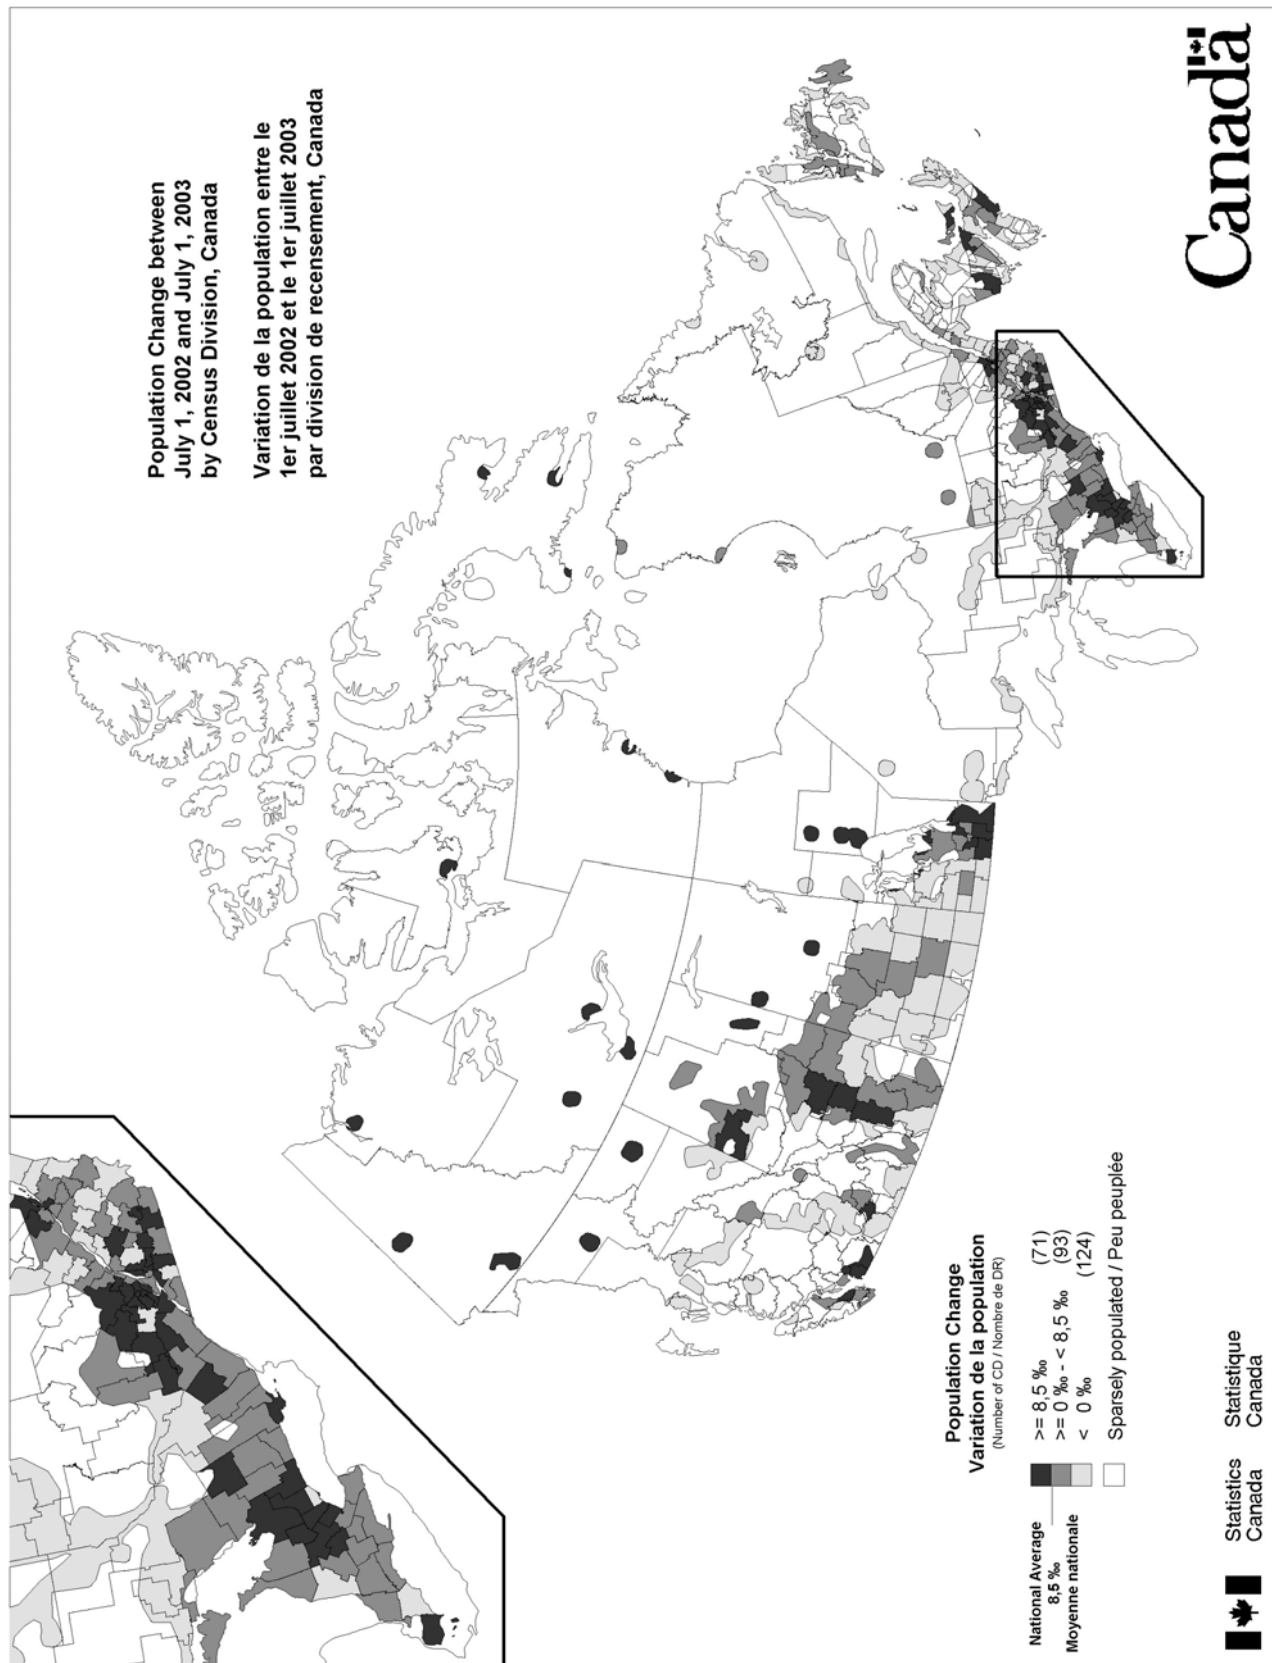 Population Change between
July 1, 2002 and July 1, 2003
by Census Division, Canada
Variation de la population entre le
1er juillet 2002 et le 1er juillet 2003
par division de recensement, Canada
Population Change
Variation de la population
(Number of CD / Nombre de DR)
>= 8,5 ‰ (71)
>= 0 ‰ - < 8,5 ‰ (93)
< 0 ‰ (124)
Sparsely populated / Peu peuplée
National Average
8,5 ‰
Moyenne nationale
Statistics Statistique
Canada Canada
Canada